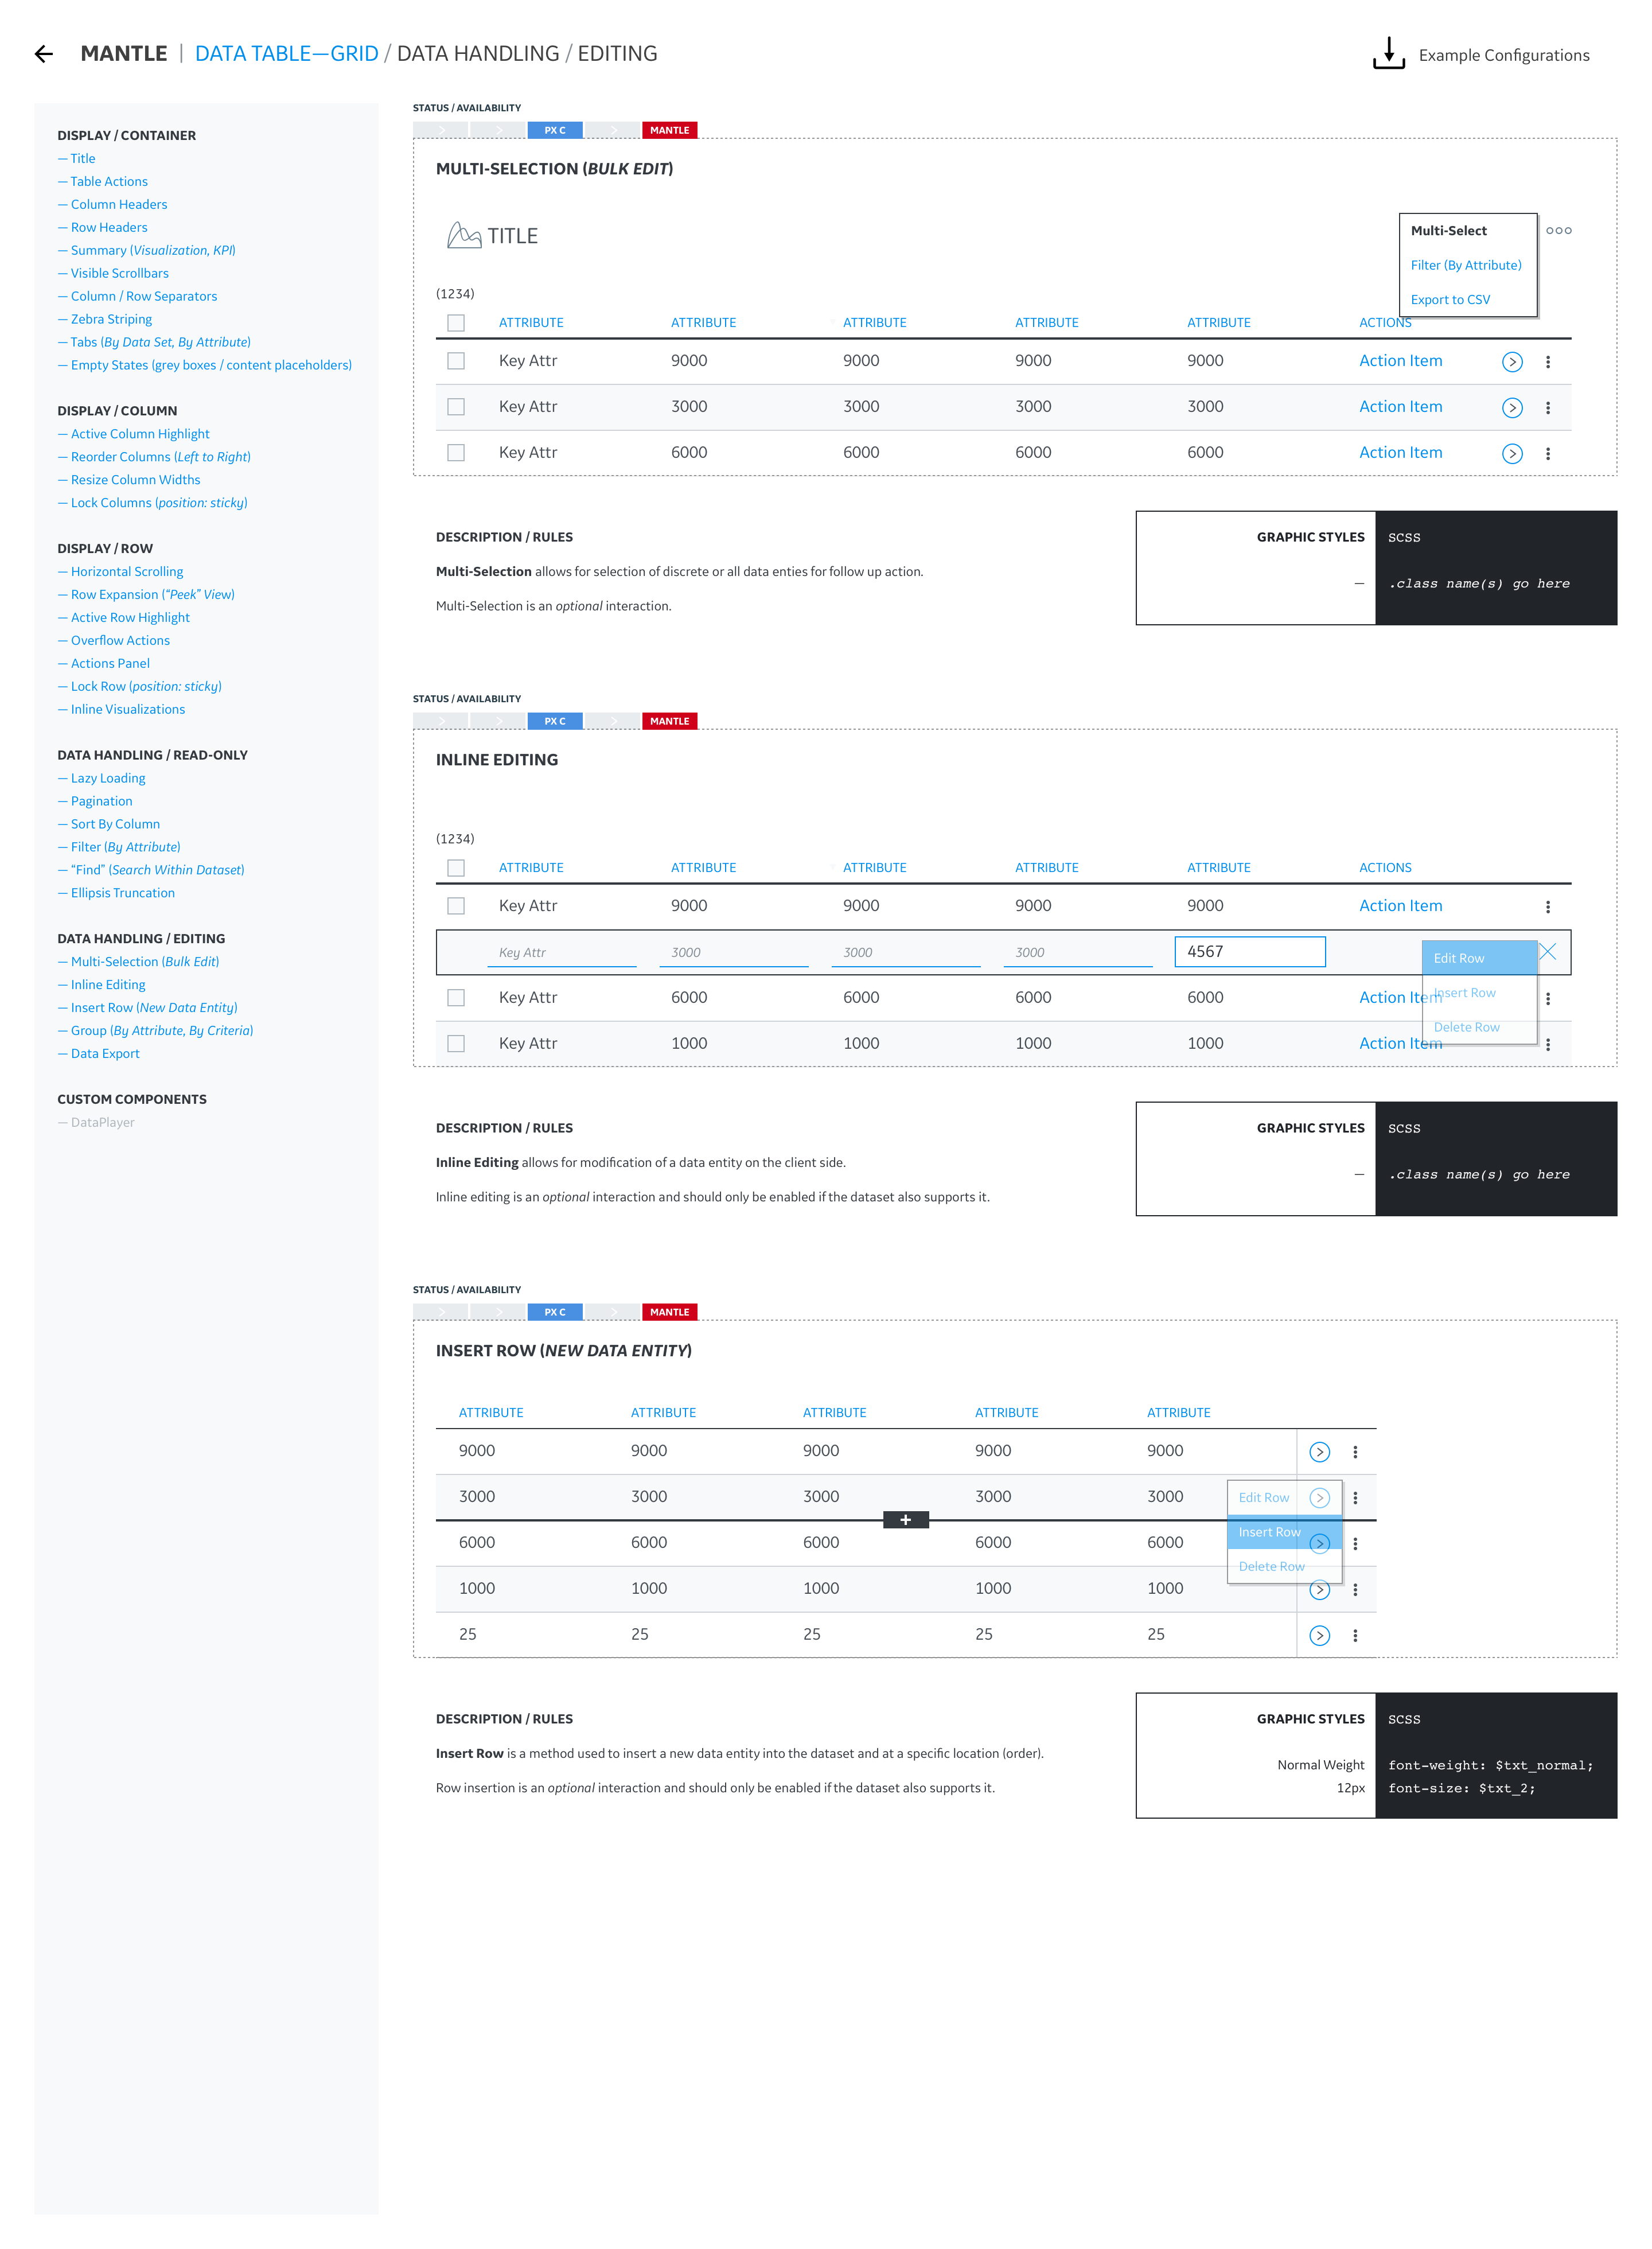 MANTLE | DATA TABLE—GRID / DATA HANDLING / EDITING
Example Configurations
DISPLAY / CONTAINER
— Title
— Table Actions
— Column Headers
— Row Headers
— Summary (Visualization, KPI)
— Visible Scrollbars
— Column / Row Separators
— Zebra Striping
— Tabs (By Data Set, By Attribute)
— Empty States (grey boxes / content placeholders)
DISPLAY / COLUMN
— Active Column Highlight
— Reorder Columns (Left to Right)
— Resize Column Widths
— Lock Columns (position: sticky)
DISPLAY / ROW
— Horizontal Scrolling
— Row Expansion (“Peek” View)
— Active Row Highlight
— Overflow Actions
— Actions Panel
— Lock Row (position: sticky)
— Inline Visualizations
DATA HANDLING / READ-ONLY
— Lazy Loading
— Pagination
— Sort By Column
— Filter (By Attribute)
— “Find” (Search Within Dataset)
— Ellipsis Truncation
DATA HANDLING / EDITING
— Multi-Selection (Bulk Edit)
— Inline Editing
— Insert Row (New Data Entity)
— Group (By Attribute, By Criteria)
— Data Export
CUSTOM COMPONENTS
— DataPlayer
STATUS / AVAILABILITY
PX C MANTLE
MULTI-SELECTION (BULK EDIT)
TITLE
Multi-Select
Filter (By Attribute)
Export to CSV
(1234)
ATTRIBUTE ATTRIBUTE ATTRIBUTE ATTRIBUTE ATTRIBUTE ACTIONS
Key Attr 9000 9000 9000 9000 Action Item
Key Attr 3000 3000 3000 3000 Action Item
Key Attr 6000 6000 6000 6000 Action Item
DESCRIPTION / RULES
Multi-Selection allows for selection of discrete or all data enties for follow up action.
Multi-Selection is an optional interaction.
GRAPHIC STYLES SCSS
— .class name(s) go here
STATUS / AVAILABILITY
PX C MANTLE
INLINE EDITING
(1234)
ATTRIBUTE ATTRIBUTE ATTRIBUTE ATTRIBUTE ATTRIBUTE ACTIONS
Key Attr 9000 9000 9000 9000 Action Item
Key Attr 3000 3000 3000 4567 Edit Row
Key Attr 6000 6000 6000 6000 Action Item
Insert Row
Delete Row
Key Attr 1000 1000 1000 1000 Action Item
DESCRIPTION / RULES
Inline Editing allows for modification of a data entity on the client side.
Inline editing is an optional interaction and should only be enabled if the dataset also supports it.
GRAPHIC STYLES SCSS
— .class name(s) go here
STATUS / AVAILABILITY
PX C MANTLE
INSERT ROW (NEW DATA ENTITY)
ATTRIBUTE ATTRIBUTE ATTRIBUTE ATTRIBUTE ATTRIBUTE
9000 9000 9000 9000 9000
3000 3000 3000 3000 3000 Edit Row
+
Insert Row
6000 6000 6000 6000 6000
Delete Row
1000 1000 1000 1000 1000
25 25 25 25 25
DESCRIPTION / RULES
Insert Row is a method used to insert a new data entity into the dataset and at a specific location (order).
Row insertion is an optional interaction and should only be enabled if the dataset also supports it.
GRAPHIC STYLES SCSS
Normal Weight font-weight: $txt_normal;
12px font-size: $txt_2;